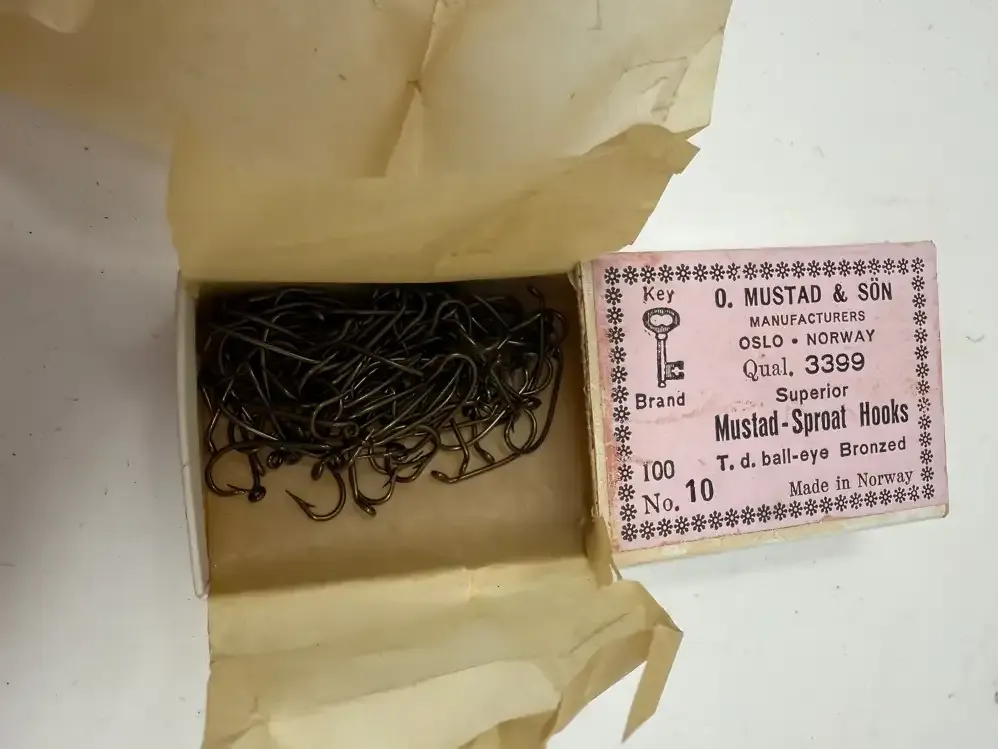 Key
Brand
O. MUSTAD & SÖN
MANUFACTURERS
OSLO • NORWAY
Qual. 3399
Superior
Mustad-Sproat Hooks
T. d. ball-eye Bronzed
100
No. 10
Made in Norway